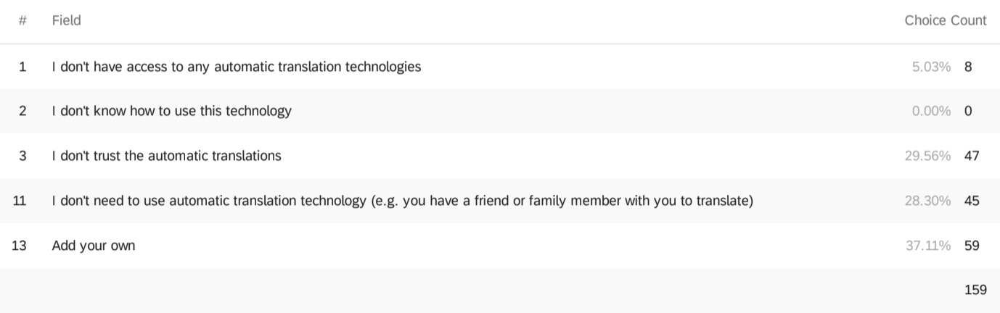 # Field Choice Count
1 I don't have access to any automatic translation technologies 5.03% 8
2 I don't know how to use this technology 0.00% 0
3 I don't trust the automatic translations 29.56% 47
11 I don't need to use automatic translation technology (e.g. you have a friend or family member with you to translate) 28.30% 45
13 Add your own 37.11% 59
159